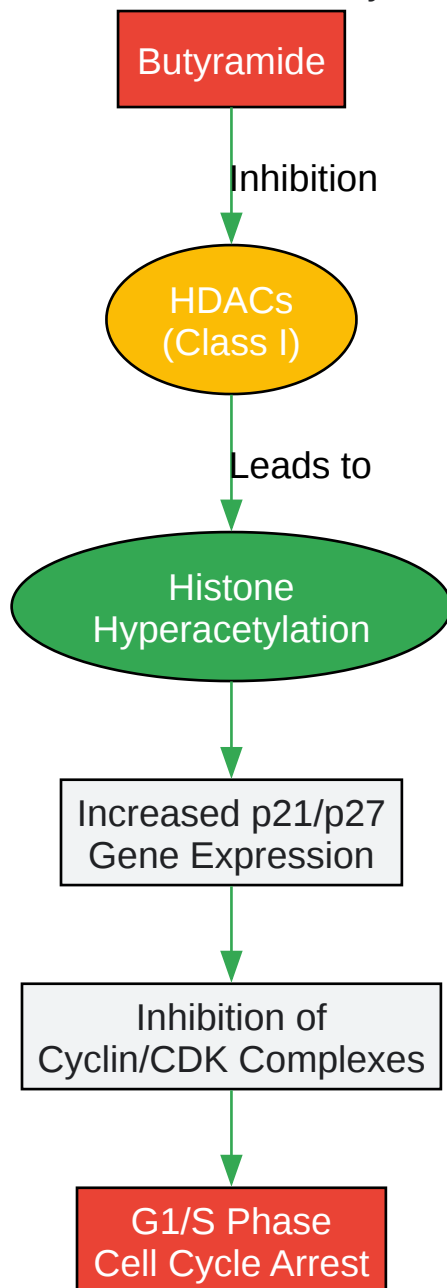 Butyramide
Inhibition
HDACs
(Class I)
Leads to
Histone
Hyperacetylation
Increased p21/p27
Gene Expression
Inhibition of
Cyclin/CDK Complexes
G1/S Phase
Cell Cycle Arrest